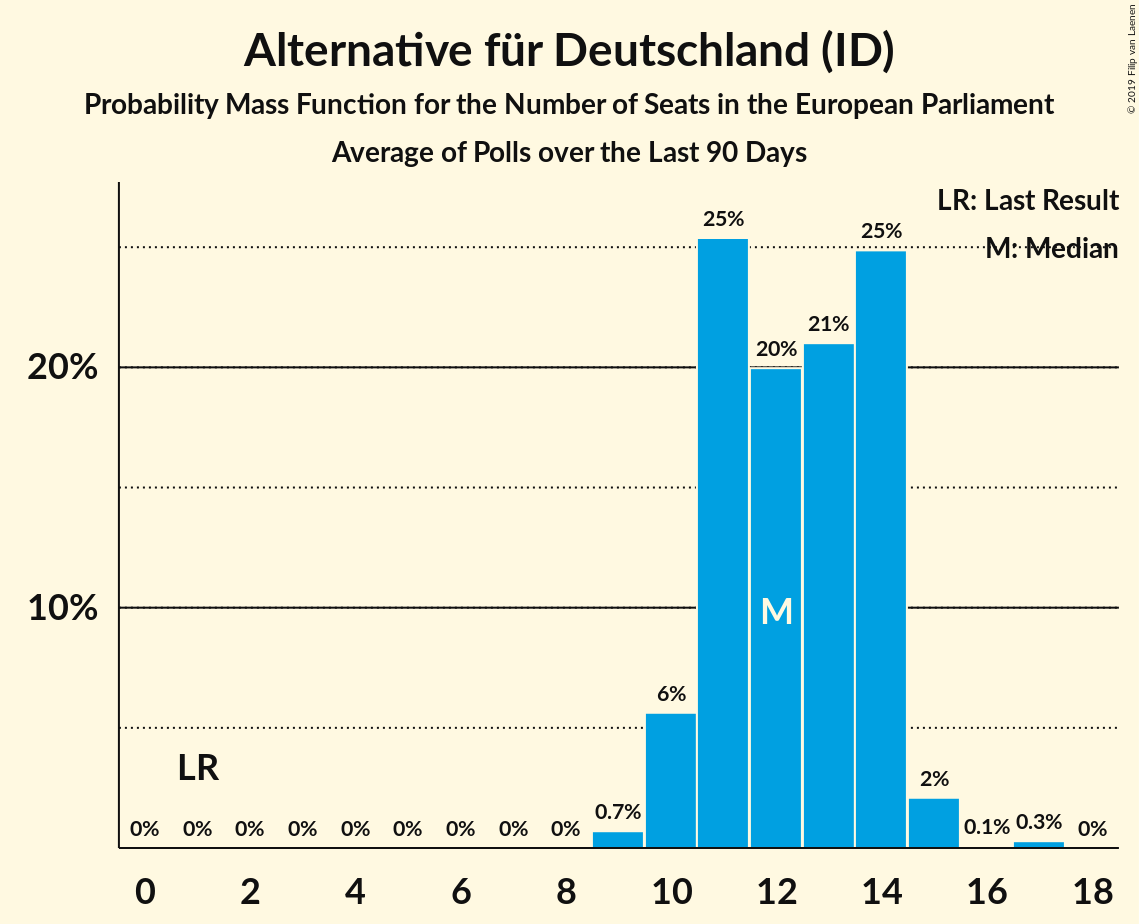 Alternative für Deutschland (ID)
Probability Mass Function for the Number of Seats in the European Parliament
Average of Polls over the Last 90 Days
© 2019 Filip van Laenen
LR: Last Result
M: Median
25%
25%
21%
20%
20%
10%
M
6%
LR
2%
0% 0% 0% 0% 0% 0% 0% 0% 0% 0.7% 0.1% 0.3% 0%
0 2 4 6 8 10 12 14 16 18